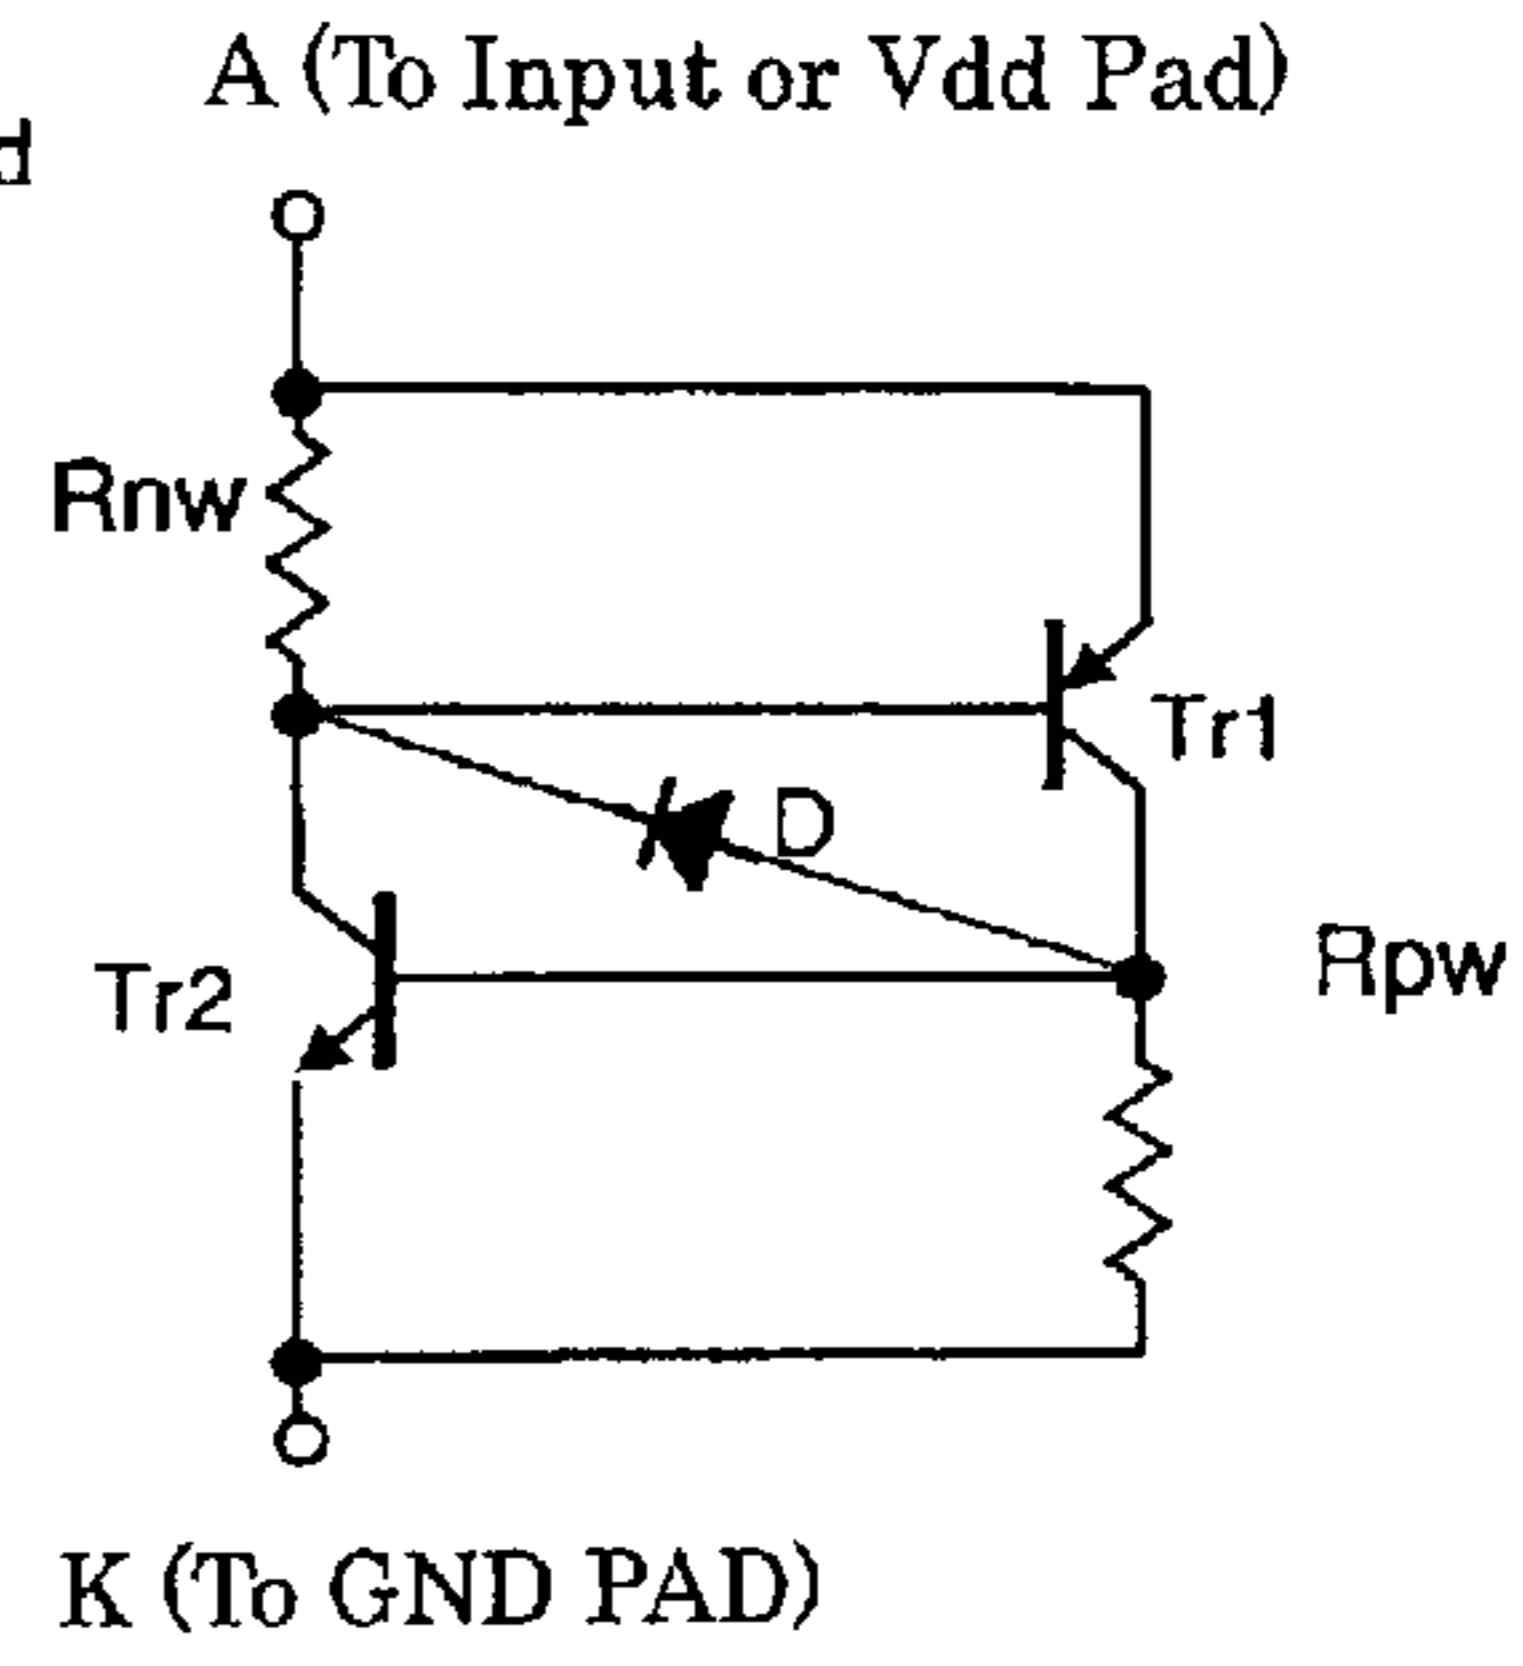 A (To Input or Vdd Pad)
d
Rnw
Tr1
D
Rpw
Tr2
K (To GND PAD)